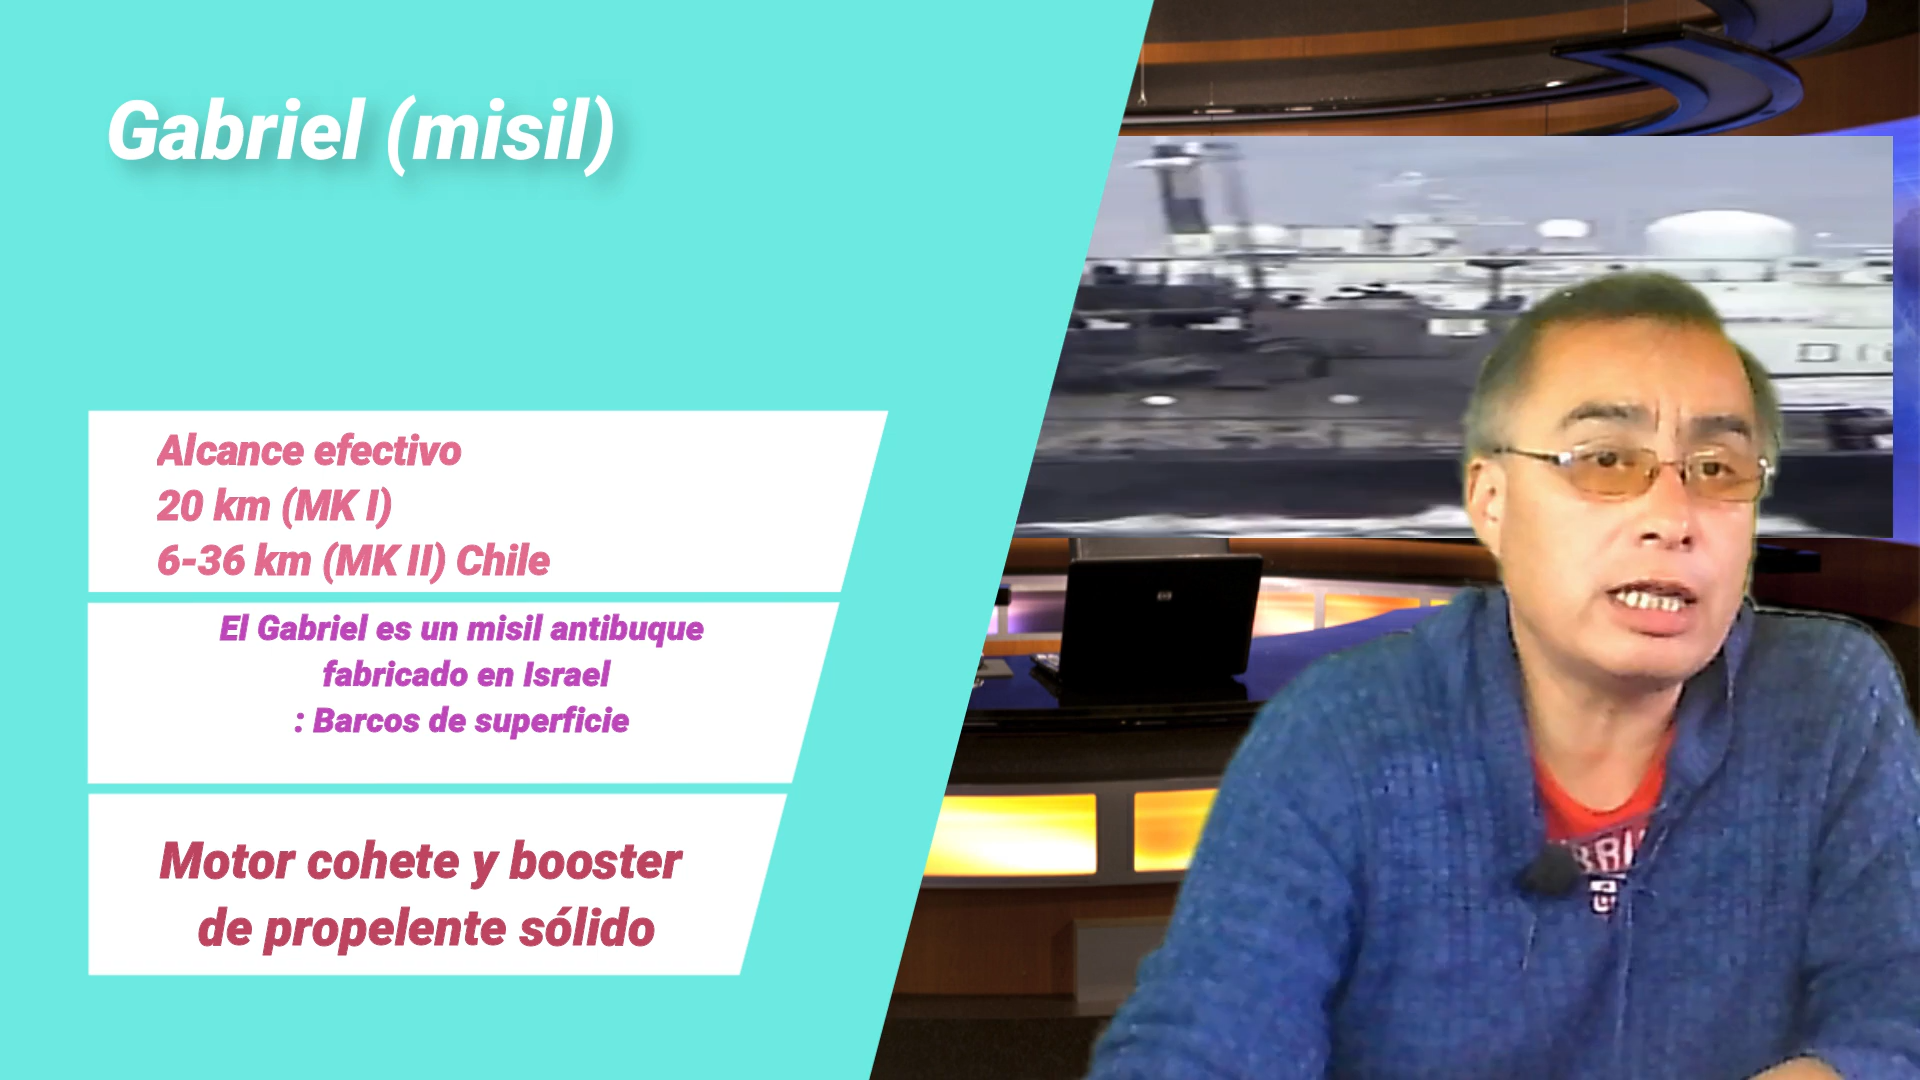 Gabriel (misil)
Alcance efectivo
20 km (MK I)
6-36 km (MK II) Chile
El Gabriel es un misil antibuque
fabricado en Israel
: Barcos de superficie
Motor cohete y booster
de propelente sólido
hp